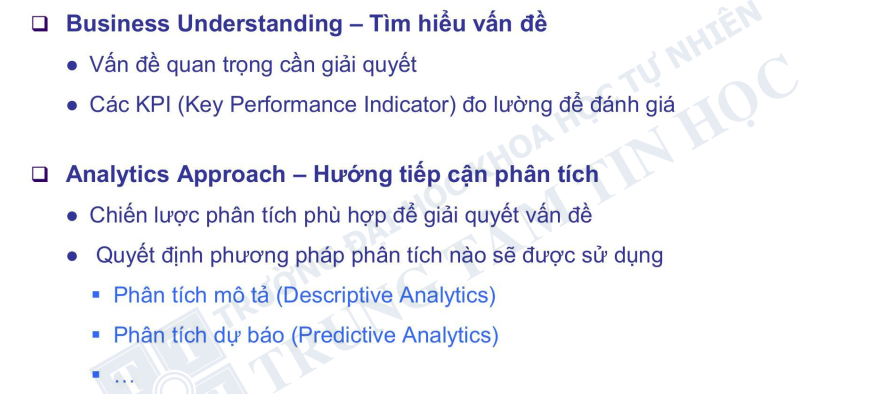 Business Understanding – Tìm hiểu vấn đề
Vấn đề quan trọng cần giải quyết
Các KPI (Key Performance Indicator) đo lường để đánh giá
Analytics Approach – Hướng tiếp cận phân tích
Chiến lược phân tích phù hợp để giải quyết vấn đề
Quyết định phương pháp phân tích nào sẽ được sử dụng
Phân tích mô tả (Descriptive Analytics)
Phân tích dự báo (Predictive Analytics)
…
TRƯỜNG ĐẠI HỌC KHOA HỌC TỰ NHIÊN
TRUNG TÂM TIN HỌC